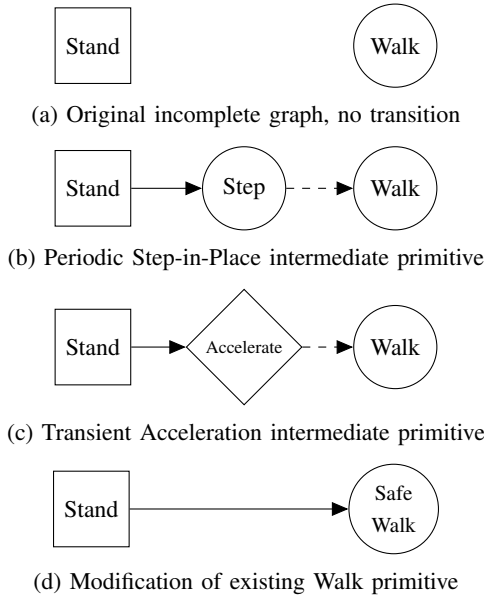 Stand Walk
(a) Original incomplete graph, no transition
Stand Step Walk
(b) Periodic Step-in-Place intermediate primitive
Stand Accelerate Walk
(c) Transient Acceleration intermediate primitive
Stand Safe Walk
(d) Modification of existing Walk primitive